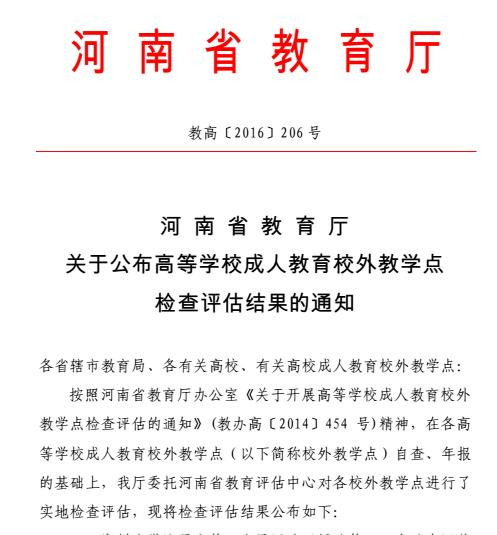 河南省教育厅
教高〔2016〕206号
河南省教育厅
关于公布高等学校成人教育校外教学点
检查评估结果的通知
各省辖市教育局、各有关高校、有关高校成人教育校外教学点：
按照河南省教育厅办公室《关于开展高等学校成人教育校外
教学点检查评估的通知》(教办高〔2014〕454 号)精神，在各高
等学校成人教育校外教学点（以下简称校外教学点）自查、年报
的基础上，我厅委托河南省教育评估中心对各校外教学点进行了
实地检查评估，现将检查评估结果公布如下：